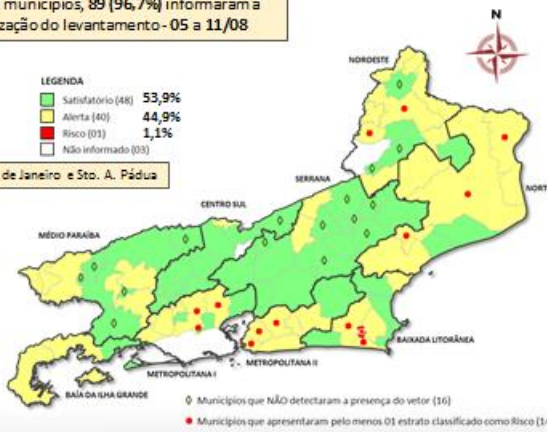 municípios, 89 (96,7%) informaram a
zação do levantamento - 05 a 11/08
N
NOROESTE
LEGENDA
Satisfatório (48) 53,9%
Alerta (40) 44,9%
Risco (01) 1,1%
Não informado (03)
de Janeiro e Sto. A. Pádua
SERRANA
NORT
CENTRO SUL
MÉDIO PARAÍBA
BAIXADA LITORÂNEA
METROPOLITANA II
METROPOLITANA I
BAÍA DA ILHA GRANDE
Municípios que NÃO detectaram a presença do vetor (16)
Municípios que apresentaram pelo menos 01 estrato classificado como Risco (1